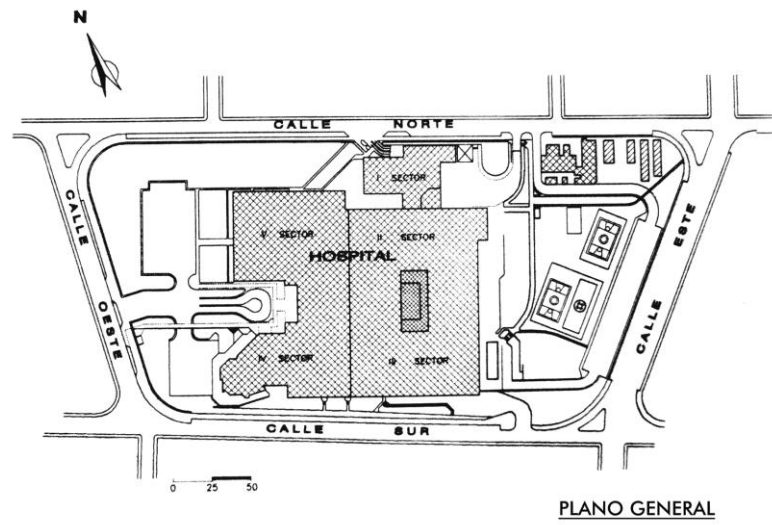 N
CALLE NORTE
I SECTOR
CALLE OESTE
V SECTOR
II SECTOR
HOSPITAL
CALLE ESTE
IV SECTOR
III SECTOR
CALLE SUR
0 25 50
PLANO GENERAL